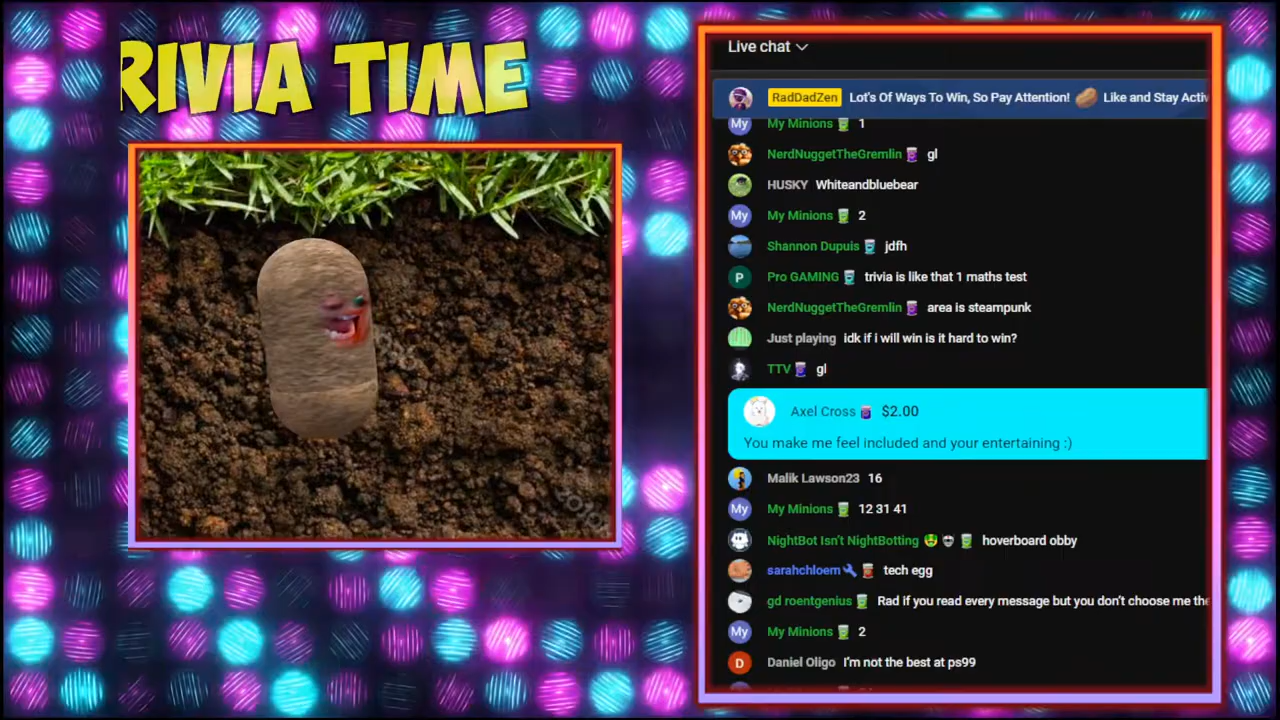 RIVIA TIME
Live chat
RadDadZen Lot's Of Ways To Win, So Pay Attention! 🥔 Like and Stay Activ
My My Minions 1
NerdNuggetTheGremlin gl
HUSKY Whiteandbluebear
My My Minions 2
Shannon Dupuis jdfh
P Pro GAMING trivia is like that 1 maths test
NerdNuggetTheGremlin area is steampunk
Just playing idk if i will win is it hard to win?
TTV gl
Axel Cross $2.00
You make me feel included and your entertaining :)
Malik Lawson23 16
My My Minions 12 31 41
NightBot Isn't NightBotting hoverboard obby
sarahchloem tech egg
gd roentgenius Rad if you read every message but you don't choose me the
My My Minions 2
D Daniel Oligo I'm not the best at ps99